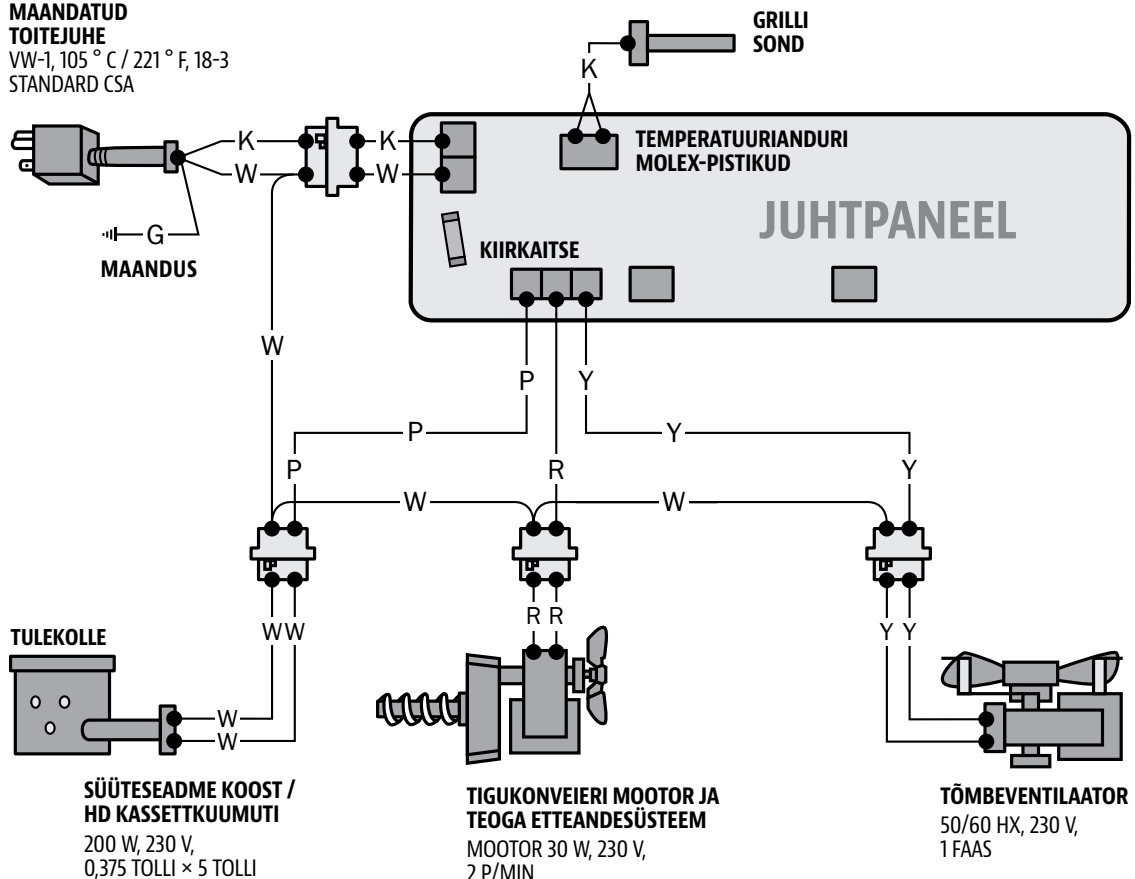 MAANDATUD
TOITEJUHE
VW-1, 105 ° C / 221 ° F, 18-3
STANDARD CSA
GRILLI
SOND
K
TEMPERATUURIANDURI
MOLEX-PISTIKUD
K
K
W
W
JUHTPANEEL
G
MAANDUS
KIIRKAITSE
W
P
Y
P
Y
P
R
Y
W
W
R R
WW
Y Y
TULEKOLLE
W
W
SÜÜTESEADME KOOST /
HD KASSETTKUUMUTI
200 W, 230 V,
0,375 TOLLI × 5 TOLLI
TIGUKONVEIERI MOOTOR JA
TEOGA ETTEANDESÜSTEEM
MOOTOR 30 W, 230 V,
2 P/MIN
TÕMBEVENTILAATOR
50/60 HX, 230 V,
1 FAAS